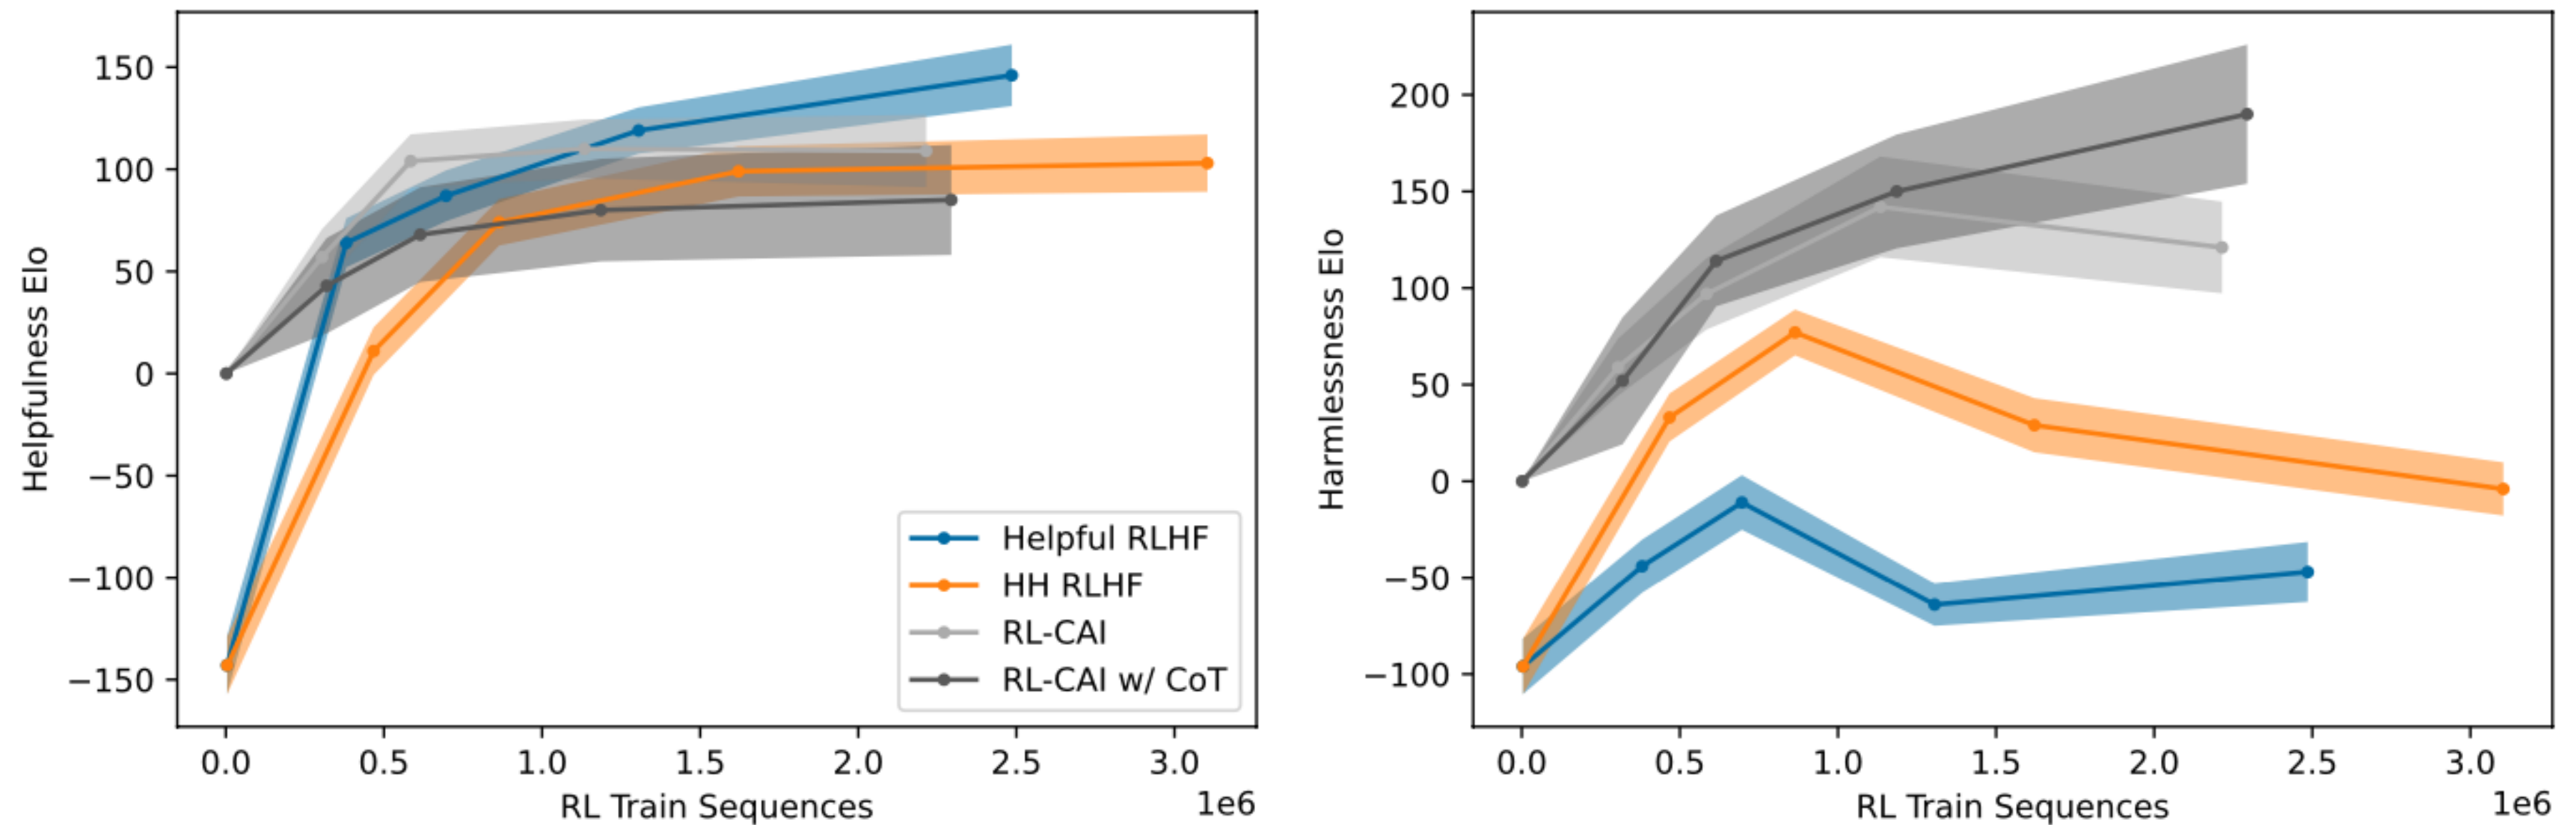 Helpfulness Elo
150
100
50
0
−50
−100
−150
0.0 0.5 1.0 1.5 2.0 2.5 3.0
1e6
RL Train Sequences
Helpful RLHF
HH RLHF
RL-CAI
RL-CAI w/ CoT
Harmlessness Elo
200
150
100
50
0
−50
−100
0.0 0.5 1.0 1.5 2.0 2.5 3.0
1e6
RL Train Sequences